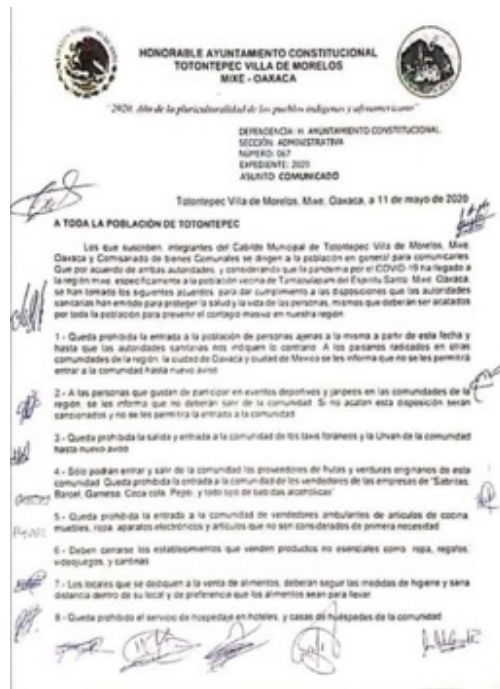 HONORABLE AYUNTAMIENTO CONSTITUCIONAL
TOTONTEPEC VILLA DE MORELOS
MIXE - OAXACA
"2020, Año de la pluriculturalidad de los pueblos indígenas y afroamericano"
DEPENDENCIA: H. AYUNTAMIENTO CONSTITUCIONAL.
SECCIÓN: ADMINISTRATIVA
NÚMERO: 067
EXPEDIENTE: 2020
ASUNTO: COMUNICADO
Totontepec Villa de Morelos, Mixe, Oaxaca, a 11 de mayo de 2020
A TODA LA POBLACIÓN DE TOTONTEPEC
Los que suscriben, integrantes del Cabildo Municipal de Totontepec Villa de Morelos, Mixe,
Oaxaca y Comisariado de bienes Comunales se dirigen a la población en general para comunicarles
Que por acuerdo de ambas autoridades, y considerando que la pandemia por el COVID-19 ha llegado a
la región mixe, específicamente a la población vecina de Tamazulapam del Espíritu Santo, Mixe, Oaxaca,
se han tomado los siguientes acuerdos, para dar cumplimiento a las disposiciones que las autoridades
sanitarias han emitido para proteger la salud y la vida de las personas, mismos que deberán ser acatados
por toda la población para prevenir el contagio masivo en nuestra región
1.- Queda prohibida la entrada a la población de personas ajenas a la misma a partir de esta fecha y
hasta que las autoridades sanitarias nos indiquen lo contrario. A los paisanos radicados en otras
comunidades de la región, la ciudad de Oaxaca y ciudad de México se les informa que no se les permitirá
entrar a la comunidad hasta nuevo aviso
2.- A las personas que gustan de participar en eventos deportivos y jaripeos en las comunidades de la
región, se les informa que no deberán salir de la comunidad. Si no acatan esta disposición serán
sancionados y no se les permitirá la entrada a la comunidad
3.- Queda prohibida la salida y entrada a la comunidad de los taxis foráneos y la Urvan de la comunidad
hasta nuevo aviso
4.- Solo podrán entrar y salir de la comunidad los proveedores de frutas y verduras originarios de esta
comunidad. Queda prohibida la entrada a la comunidad de los vendedores de las empresas de "Sabritas,
Barcel, Gamesa, Coca cola, Pepsi, y todo tipo de bebidas alcohólicas"
5.- Queda prohibida la entrada a la comunidad de vendedores ambulantes de artículos de cocina
muebles, ropa, aparatos electrónicos y artículos que no son considerados de primera necesidad
6.- Deben cerrarse los establecimientos que venden productos no esenciales como: ropa, regalos,
videojuegos, y cantinas
7.- Los locales que se dediquen a la venta de alimentos, deberán seguir las medidas de higiene y sana
distancia dentro de su local y de preferencia que los alimentos sean para llevar
8.- Queda prohibido el servicio de hospedaje en hoteles, y casas de huéspedes de la comunidad